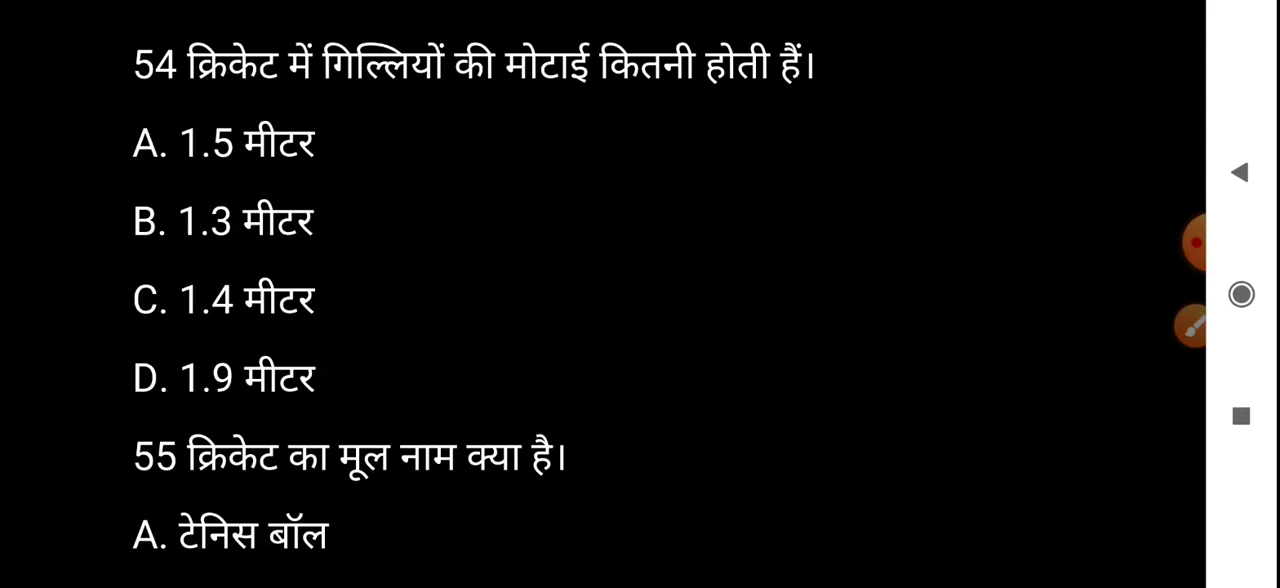 54 क्रिकेट में गिल्लियों की मोटाई कितनी होती हैं।
A. 1.5 मीटर
B. 1.3 मीटर
C. 1.4 मीटर
D. 1.9 मीटर
55 क्रिकेट का मूल नाम क्या है।
A. टेनिस बॉल